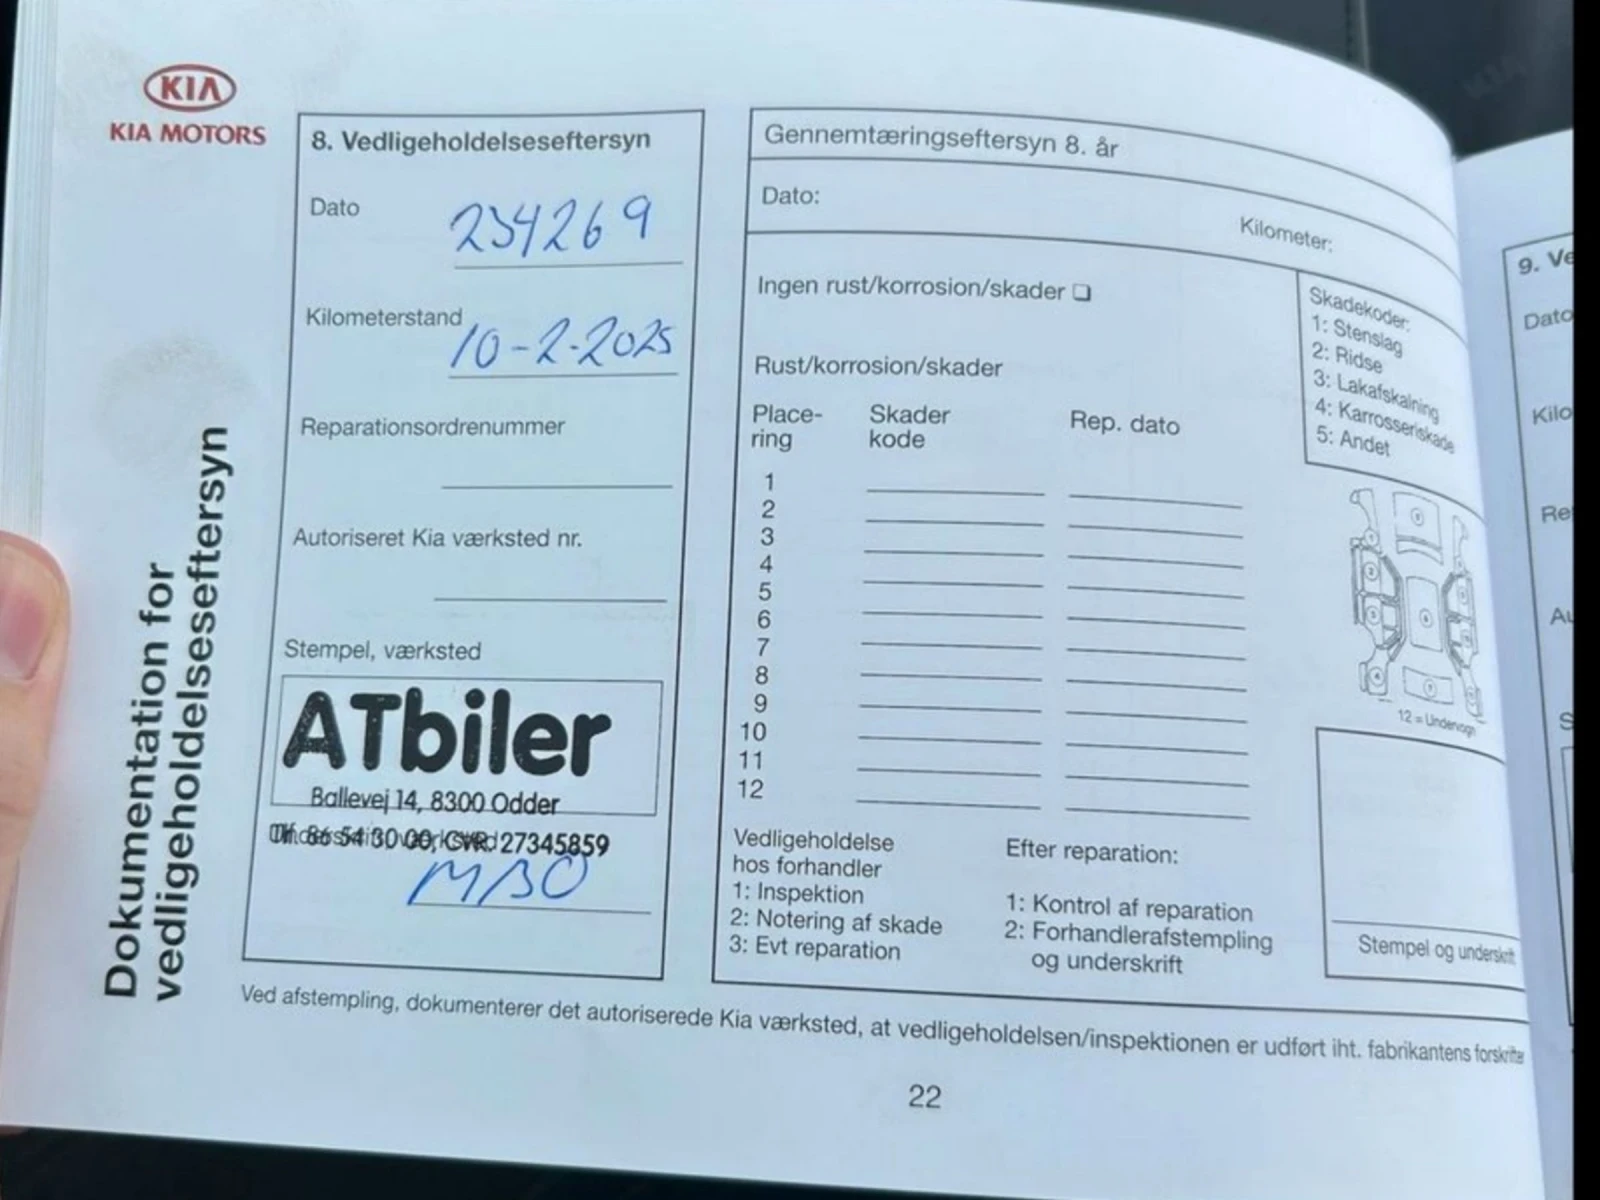 KIA
KIA MOTORS
Dokumentation for
vedligeholdelseseftersyn
8. Vedligeholdelseseftersyn
Dato
234269
Kilometerstand
10-2-2025
Reparationsordrenummer
Autoriseret Kia værksted nr.
Stempel, værksted
ATbiler
Ballevej 14, 8300 Odder
Tlf. 86 54 30 00, CVR. 27345859
MBO
Gennemtæringseftersyn 8. år
Dato:
Kilometer:
Ingen rust/korrosion/skader
Rust/korrosion/skader
Place-
ring
Skader
kode
Rep. dato
1
2
3
4
5
6
7
8
9
10
11
12
Skadekoder:
1: Stenslag
2: Ridse
3: Lakafskalning
4: Karrosseriskade
5: Andet
12 = Undervogn
Vedligeholdelse
hos forhandler
1: Inspektion
2: Notering af skade
3: Evt reparation
Efter reparation:
1: Kontrol af reparation
2: Forhandlerafstempling
og underskrift
Stempel og underskrift
Ved afstempling, dokumenterer det autoriserede Kia værksted, at vedligeholdelsen/inspektionen er udført iht. fabrikantens forskrifter
22
9. Ve
Dato
Kilo
Re
Au
S